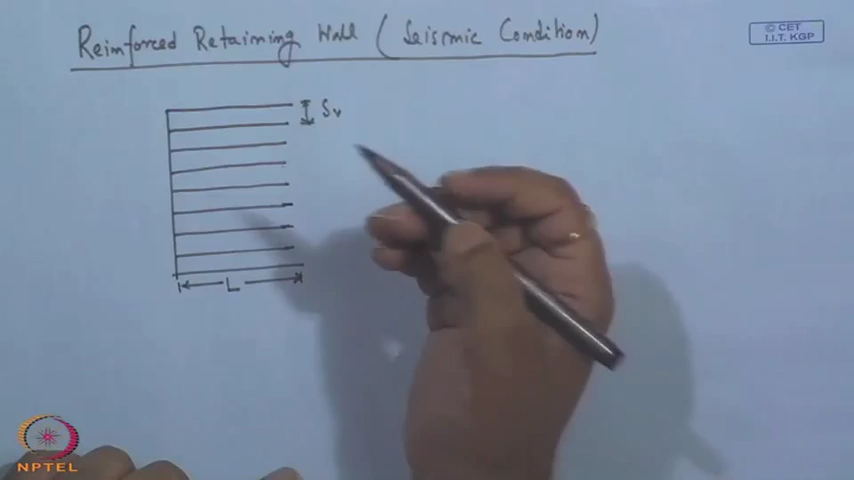 Reinforced Retaining Wall (Seismic Condition)
© CET
I.I.T. KGP
Sv
L
NPTEL